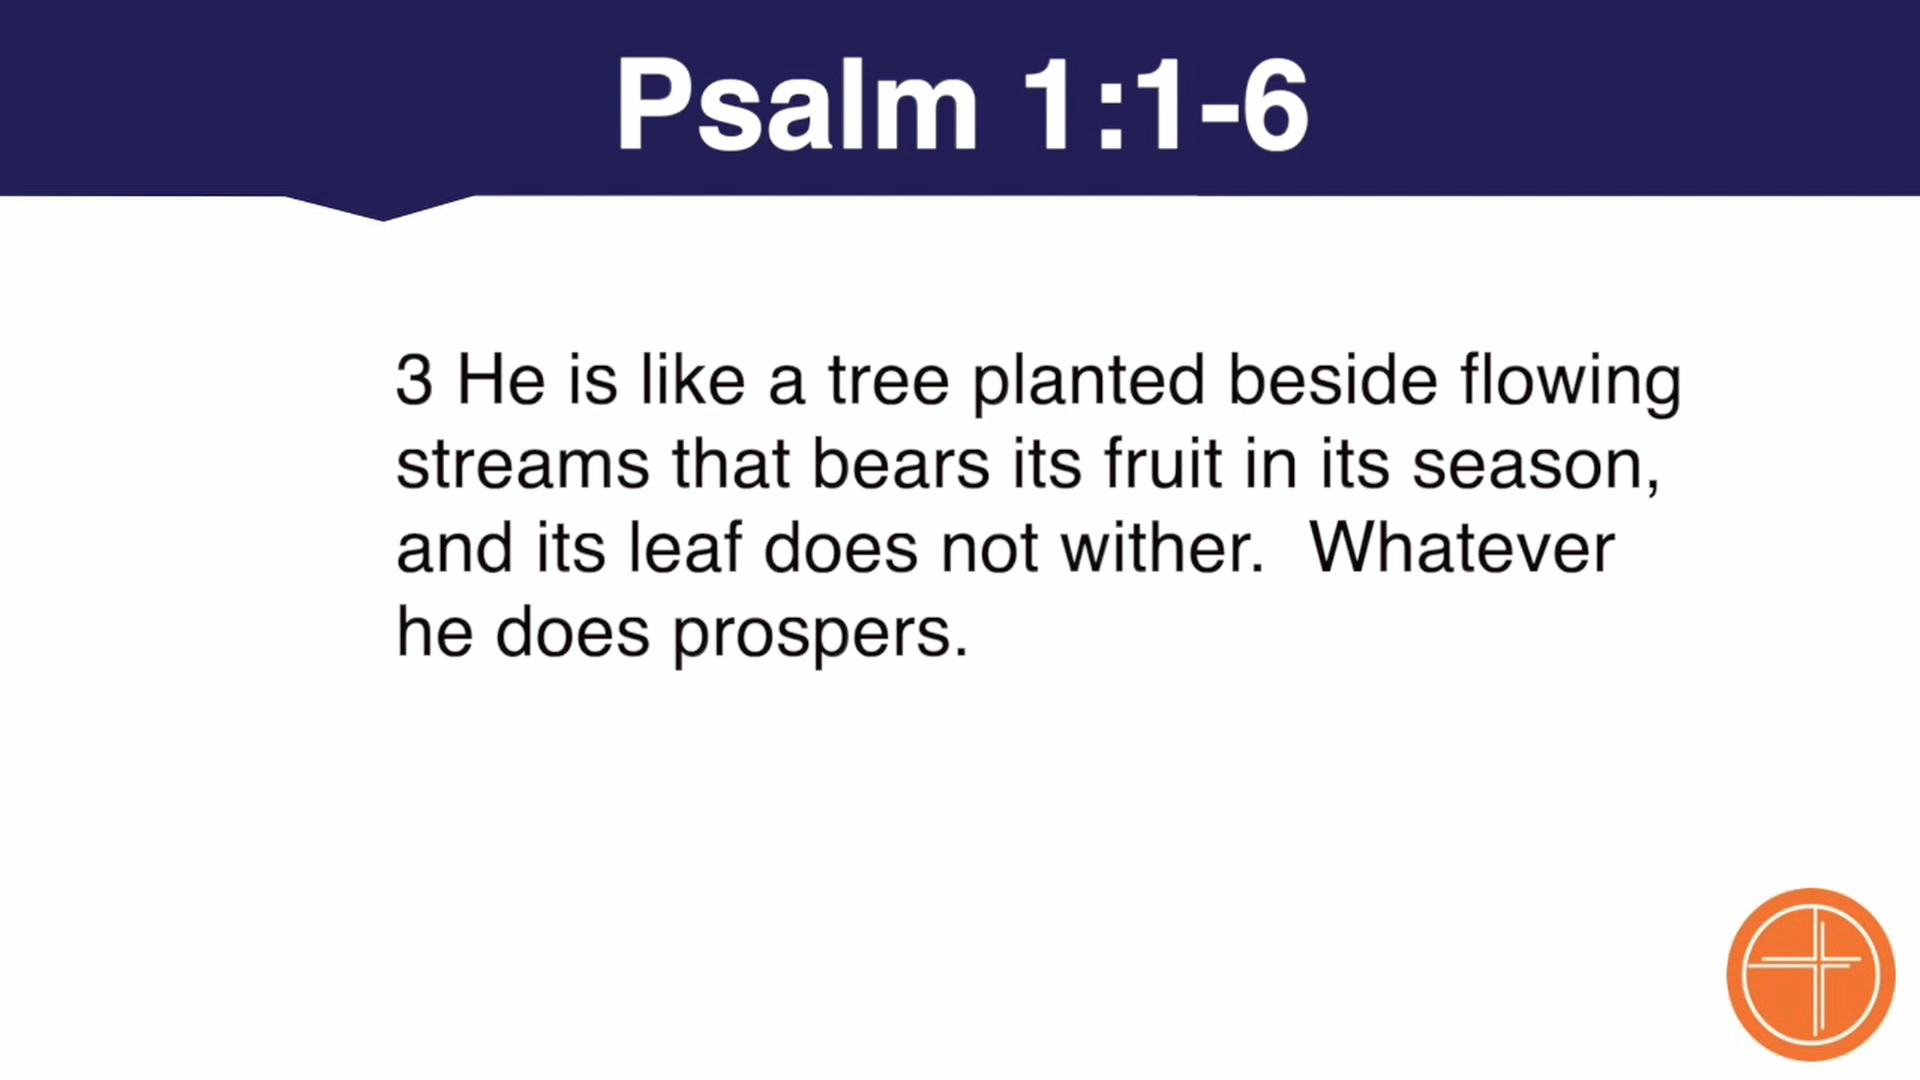 Psalm 1:1-6
3 He is like a tree planted beside flowing
streams that bears its fruit in its season,
and its leaf does not wither.  Whatever
he does prospers.